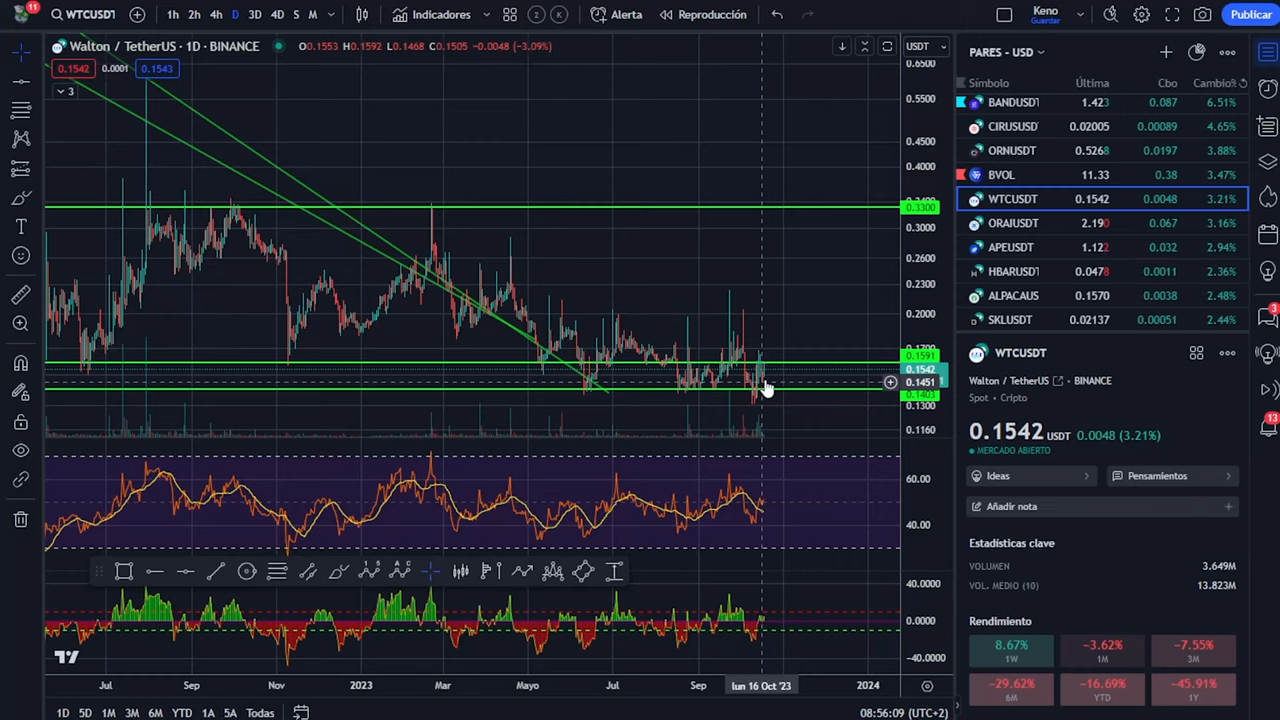 11
WTCUSDT
1h 2h 4h D 3D 4D S M
Indicadores
2 K
Alerta
Reproducción
Keno
Guardar
Publicar
Walton / TetherUS · 1D · BINANCE
O0.1553 H0.1592 L0.1468 C0.1505 −0.0048 (−3.09%)
USDT
0.1542 0.0001 0.1543
3
0.6500
0.5500
0.4500
0.4000
0.3300
0.3000
0.2600
0.2300
0.2000
0.1700
0.1591
0.1542
0.1451
0.1403
0.1300
0.1160
60.00
40.00
40.0000
0.0000
−40.0000
Jul Sep Nov 2023 Mar Mayo Jul Sep lun 16 Oct '23 2024
1D 5D 1M 3M 6M YTD 1A 5A Todas
08:56:09 (UTC+2)
PARES - USD
Símbolo Última Cbo Cambio%
BANDUSDT 1.423 0.087 6.51%
CIRUSUSD 0.02005 0.00089 4.65%
ORNUSDT 0.5268 0.0197 3.88%
BVOL 11.33 0.38 3.47%
WTCUSDT 0.1542 0.0048 3.21%
ORAIUSDT 2.190 0.067 3.16%
APEUSDT 1.122 0.032 2.94%
HBARUSDT 0.0478 0.0011 2.36%
ALPACAUS 0.1570 0.0038 2.48%
SKLUSDT 0.02137 0.00051 2.44%
WTCUSDT
Walton / TetherUS · BINANCE
Spot • Cripto
0.1542 USDT 0.0048 (3.21%)
MERCADO ABIERTO
Ideas
Pensamientos
Añadir nota
Estadísticas clave
VOLUMEN 3.649M
VOL. MEDIO (10) 13.823M
Rendimiento
8.67% −3.62% −7.55%
1W 1M 3M
−29.62% −16.69% −45.91%
6M YTD 1Y
3
13